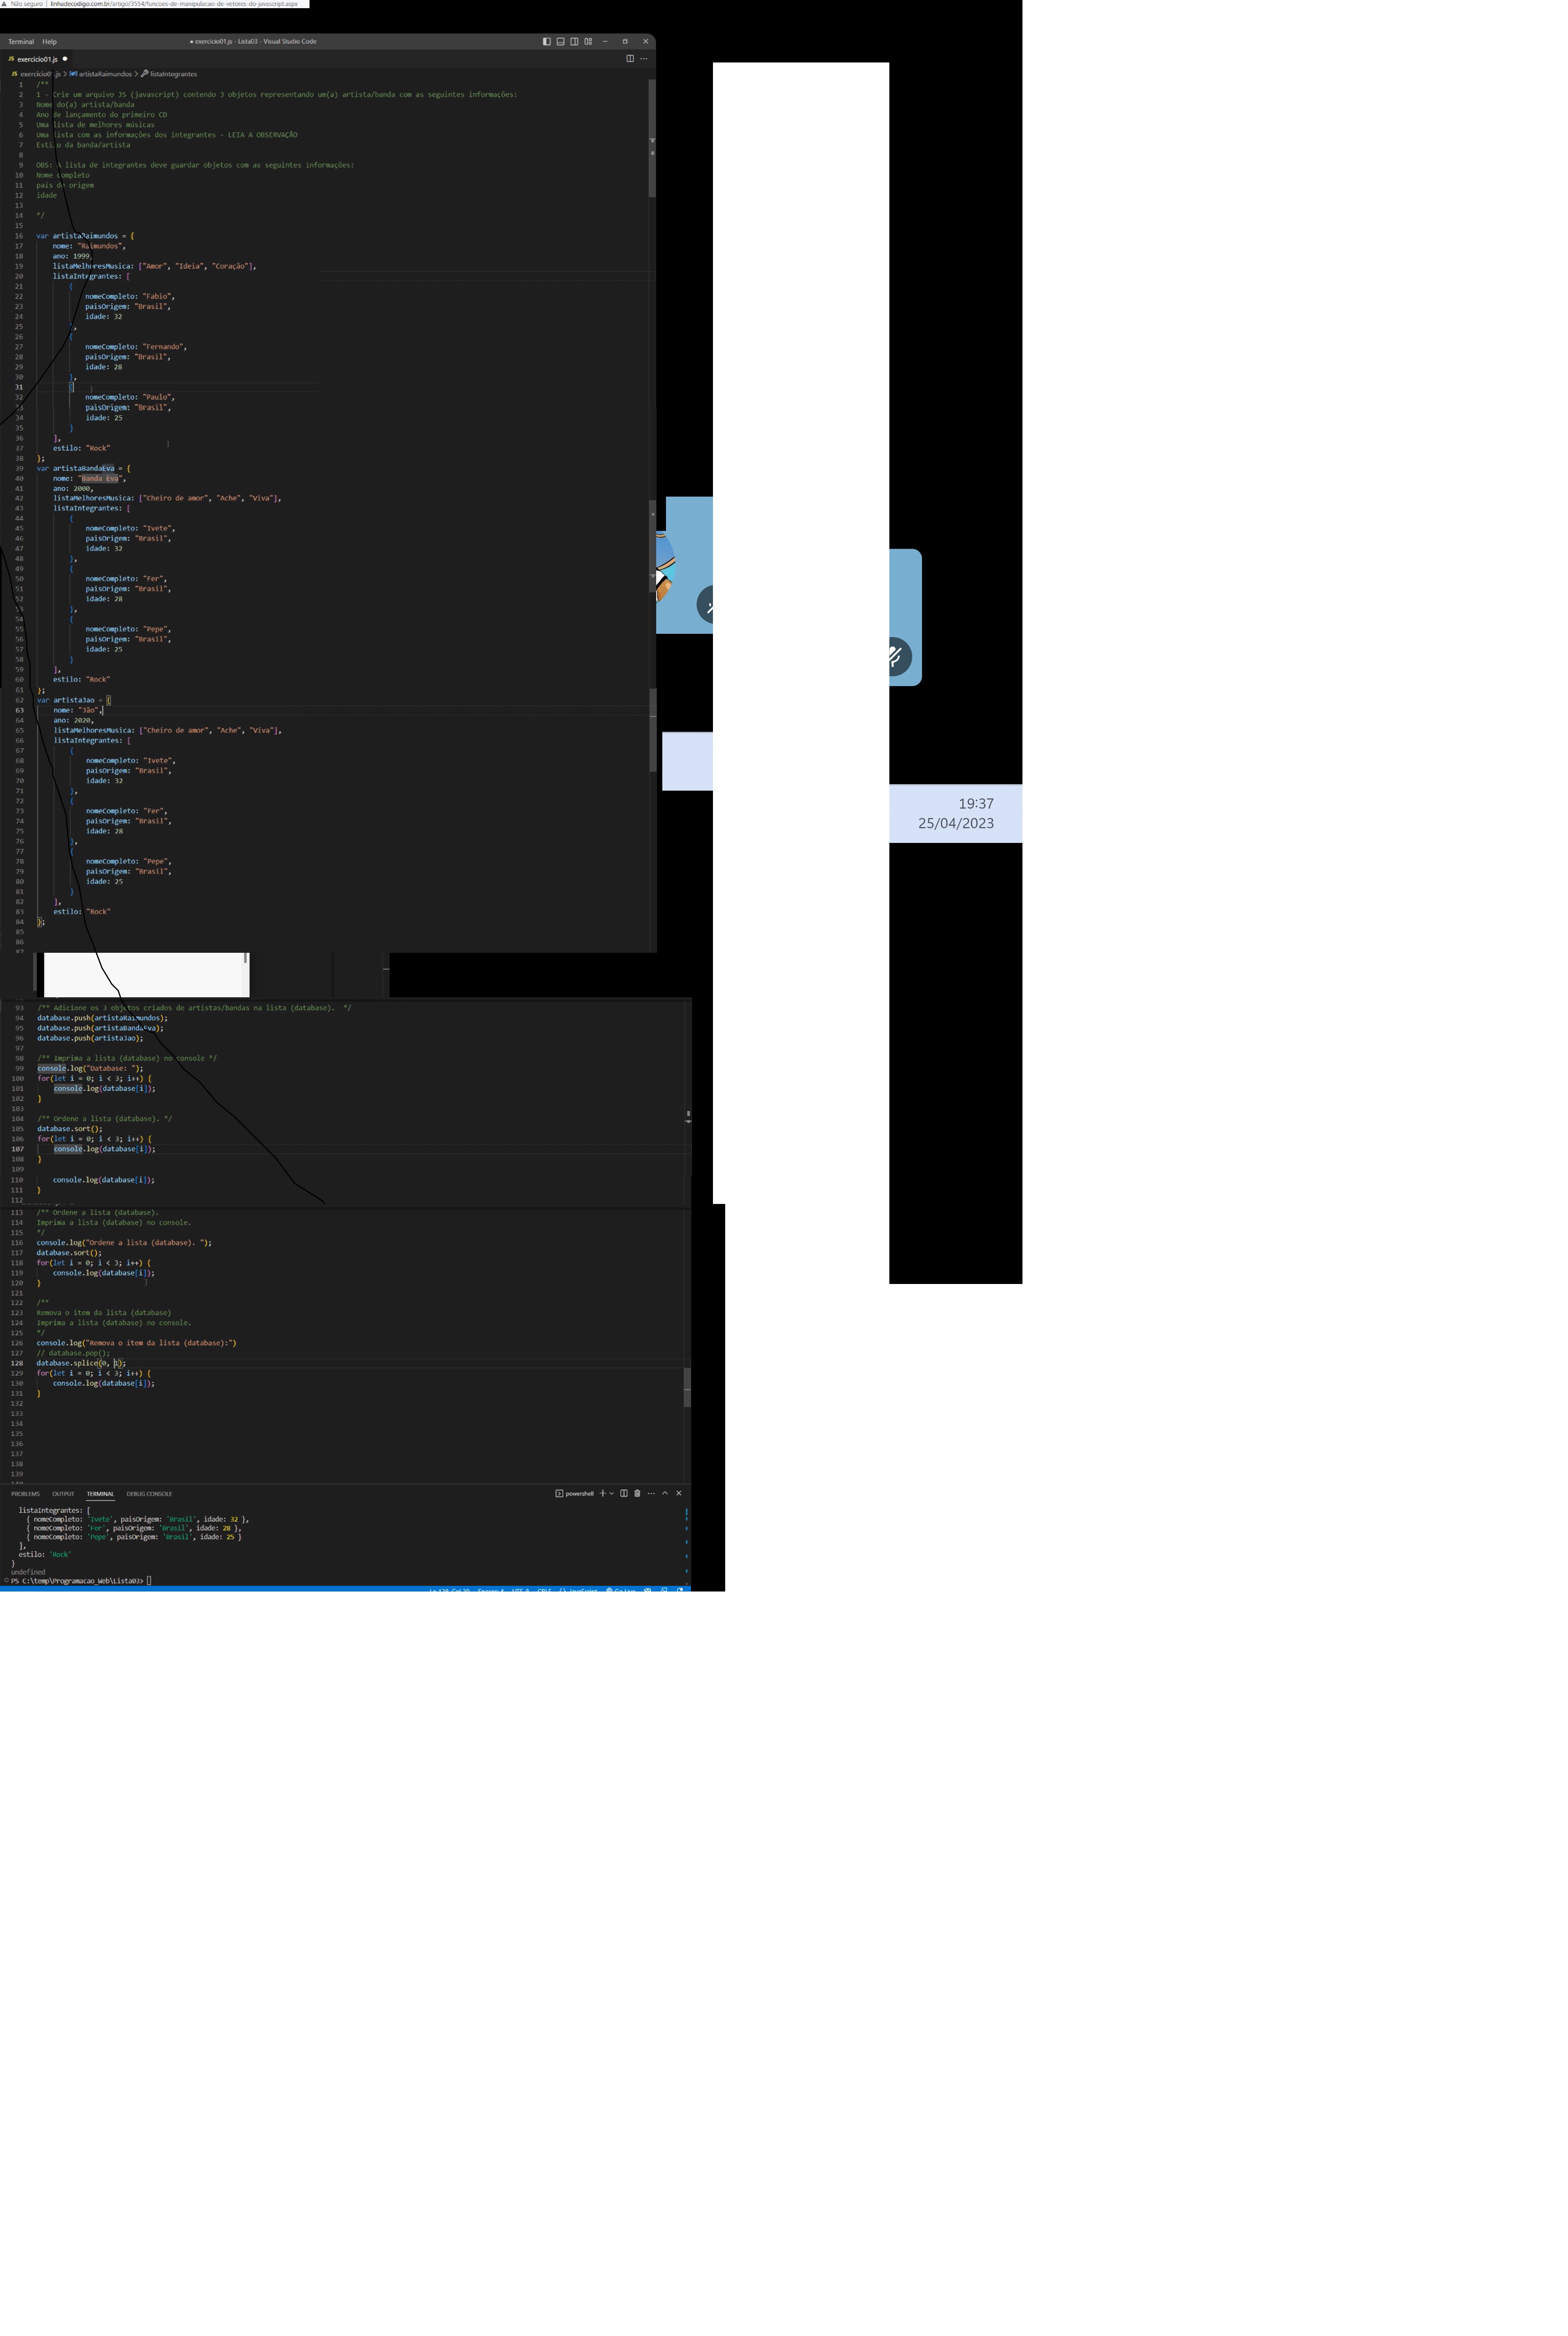 Não seguro | linhadecodigo.com.br/artigo/3554/funcoes-de-manipulacao-de-vetores-do-javascript.aspx
Terminal Help ● exercicio01.js - Lista03 - Visual Studio Code
JS exercicio01.js ●
JS exercicio01.js > artistaRaimundos > listaIntegrantes
1 /**
2 1 - Crie um arquivo JS (javascript) contendo 3 objetos representando um(a) artista/banda com as seguintes informações:
3 Nome do(a) artista/banda
4 Ano de lançamento do primeiro CD
5 Uma lista de melhores músicas
6 Uma lista com as informações dos integrantes - LEIA A OBSERVAÇÃO
7 Estilo da banda/artista
8
9 OBS: A lista de integrantes deve guardar objetos com as seguintes informações:
10 Nome completo
11 país de origem
12 idade
13
14 */
15
16 var artistaRaimundos = {
17 nome: "Raimundos",
18 ano: 1999,
19 listaMelhoresMusica: ["Amor", "Ideia", "Coração"],
20 listaIntegrantes: [
21 {
22 nomeCompleto: "Fabio",
23 paisOrigem: "Brasil",
24 idade: 32
25 },
26 {
27 nomeCompleto: "Fernando",
28 paisOrigem: "Brasil",
29 idade: 28
30 },
31 {
32 nomeCompleto: "Paulo",
33 paisOrigem: "Brasil",
34 idade: 25
35 }
36 ],
37 estilo: "Rock"
38 };
39 var artistaBandaEva = {
40 nome: "Banda Eva",
41 ano: 2000,
42 listaMelhoresMusica: ["Cheiro de amor", "Ache", "Viva"],
43 listaIntegrantes: [
44 {
45 nomeCompleto: "Ivete",
46 paisOrigem: "Brasil",
47 idade: 32
48 },
49 {
50 nomeCompleto: "Fer",
51 paisOrigem: "Brasil",
52 idade: 28
53 },
54 {
55 nomeCompleto: "Pepe",
56 paisOrigem: "Brasil",
57 idade: 25
58 }
59 ],
60 estilo: "Rock"
61 };
62 var artistaJao = {
63 nome: "Jão",
64 ano: 2020,
65 listaMelhoresMusica: ["Cheiro de amor", "Ache", "Viva"],
66 listaIntegrantes: [
67 {
68 nomeCompleto: "Ivete",
69 paisOrigem: "Brasil",
70 idade: 32
71 },
72 {
73 nomeCompleto: "Fer",
74 paisOrigem: "Brasil",
75 idade: 28
76 },
77 {
78 nomeCompleto: "Pepe",
79 paisOrigem: "Brasil",
80 idade: 25
81 }
82 ],
83 estilo: "Rock"
84 };
85
86
87
19:37
25/04/2023
93 /** Adicione os 3 objetos criados de artistas/bandas na lista (database). */
94 database.push(artistaRaimundos);
95 database.push(artistaBandaEva);
96 database.push(artistaJao);
97
98 /** Imprima a lista (database) no console */
99 console.log("Database: ");
100 for(let i = 0; i < 3; i++) {
101 console.log(database[i]);
102 }
103
104 /** Ordene a lista (database). */
105 database.sort();
106 for(let i = 0; i < 3; i++) {
107 console.log(database[i]);
108 }
109
110 console.log(database[i]);
111 }
112
113 /** Ordene a lista (database).
114 Imprima a lista (database) no console.
115 */
116 console.log("Ordene a lista (database). ");
117 database.sort();
118 for(let i = 0; i < 3; i++) {
119 console.log(database[i]);
120 }
121
122 /**
123 Remova o item da lista (database)
124 Imprima a lista (database) no console.
125 */
126 console.log("Remova o item da lista (database):")
127 // database.pop();
128 database.splice(0, 1);
129 for(let i = 0; i < 3; i++) {
130 console.log(database[i]);
131 }
132
133
134
135
136
137
138
139
PROBLEMS OUTPUT TERMINAL DEBUG CONSOLE powershell
listaIntegrantes: [
{ nomeCompleto: 'Ivete', paisOrigem: 'Brasil', idade: 32 },
{ nomeCompleto: 'Fer', paisOrigem: 'Brasil', idade: 28 },
{ nomeCompleto: 'Pepe', paisOrigem: 'Brasil', idade: 25 }
],
estilo: 'Rock'
}
undefined
PS C:\temp\Programacao_Web\Lista03>